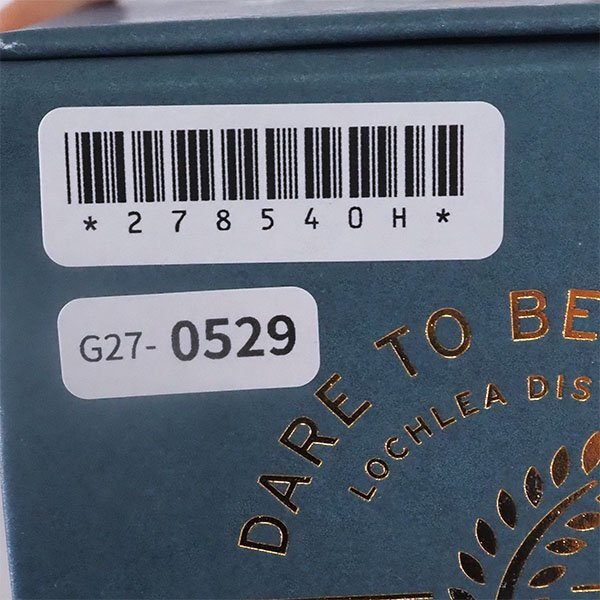 *278540H*
G27-0529
DARE TO BE
LOCHLEA DIS